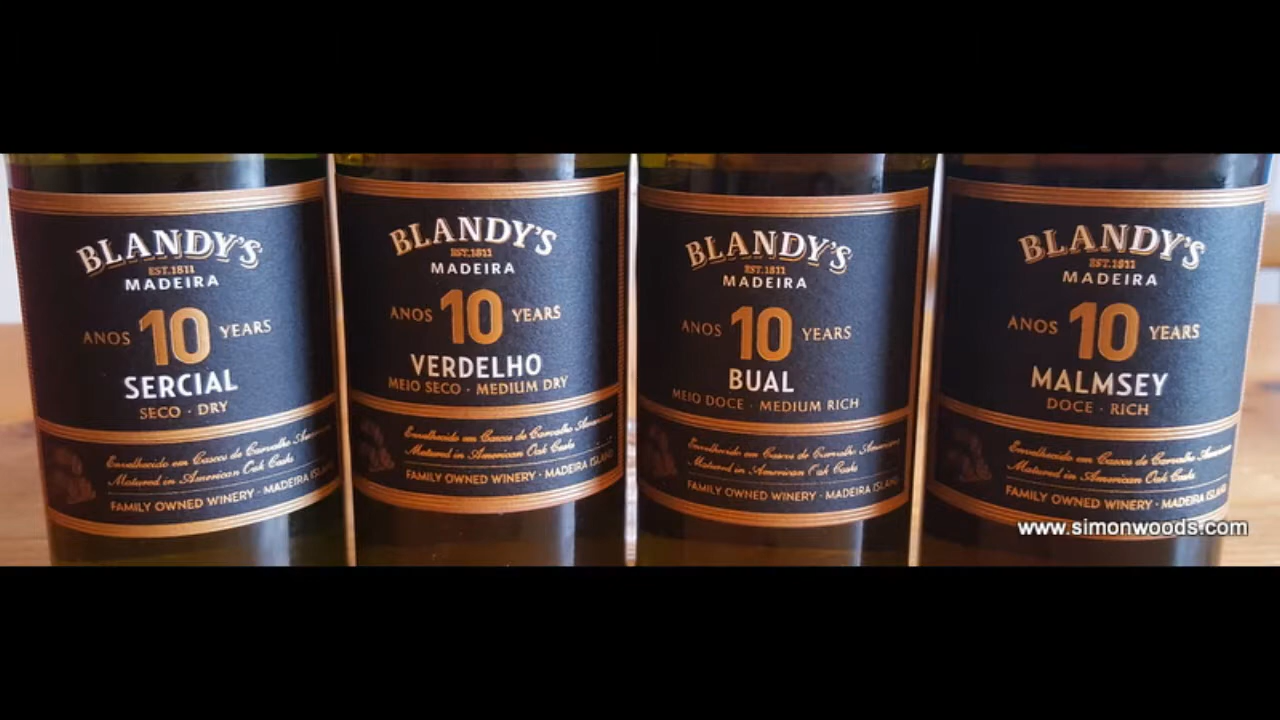 BLANDY'S
EST.1811
MADEIRA
ANOS 10 YEARS
SERCIAL
SECO · DRY
Envelhecido em Cascos de Carvalho Americano
Matured in American Oak Casks
FAMILY OWNED WINERY · MADEIRA ISLAND
BLANDY'S
EST.1811
MADEIRA
ANOS 10 YEARS
VERDELHO
MEIO SECO · MEDIUM DRY
Envelhecido em Cascos de Carvalho Americano
Matured in American Oak Casks
FAMILY OWNED WINERY · MADEIRA ISLAND
BLANDY'S
EST.1811
MADEIRA
ANOS 10 YEARS
BUAL
MEIO DOCE · MEDIUM RICH
Envelhecido em Cascos de Carvalho Americano
Matured in American Oak Casks
FAMILY OWNED WINERY · MADEIRA ISLAND
BLANDY'S
EST.1811
MADEIRA
ANOS 10 YEARS
MALMSEY
DOCE · RICH
Envelhecido em Cascos de Carvalho Americano
Matured in American Oak Casks
FAMILY OWNED WINERY · MADEIRA ISLAND
www.simonwoods.com